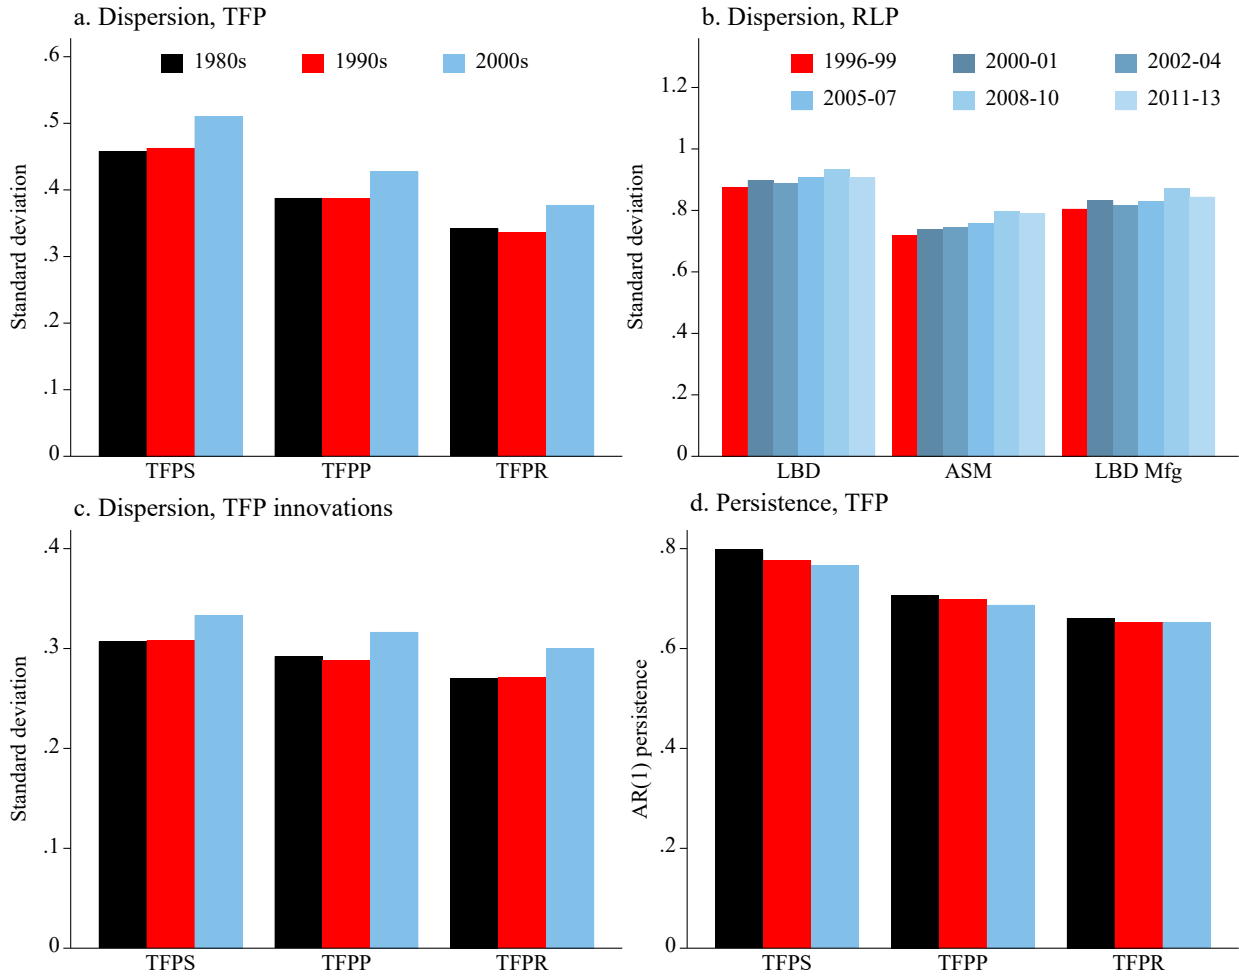 a. Dispersion, TFP
.6
.5
.4
.3
.2
.1
0
Standard deviation
1980s 1990s 2000s
TFPS TFPP TFPR
b. Dispersion, RLP
1.2
1
.8
.6
.4
.2
0
Standard deviation
1996-99 2000-01 2002-04
2005-07 2008-10 2011-13
LBD ASM LBD Mfg
c. Dispersion, TFP innovations
.4
.3
.2
.1
0
Standard deviation
TFPS TFPP TFPR
d. Persistence, TFP
.8
.6
.4
.2
0
AR(1) persistence
TFPS TFPP TFPR